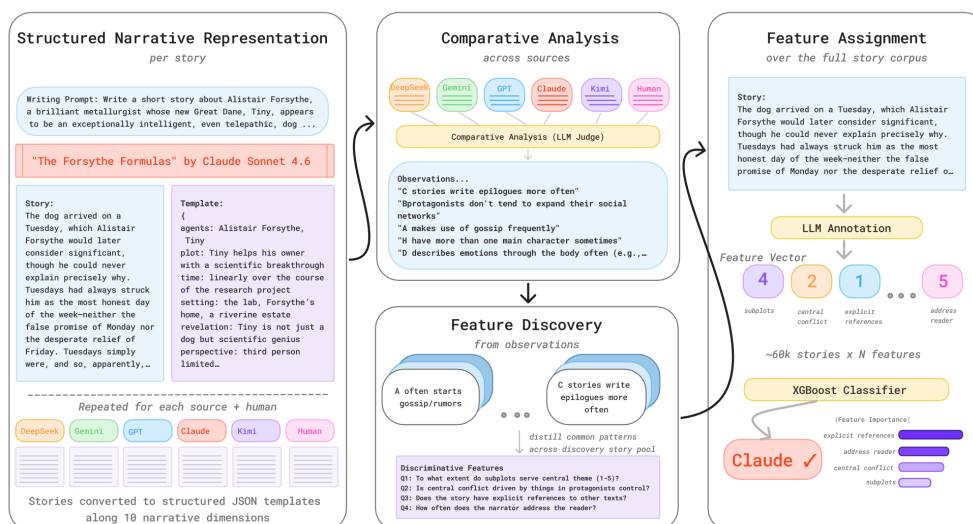 Structured Narrative Representation
per story
Writing Prompt: Write a short story about Alistair Forsythe,
a brilliant metallurgist whose new Great Dane, Tiny, appears
to be an exceptionally intelligent, even telepathic, dog ...
"The Forsythe Formulas" by Claude Sonnet 4.6
Story:
The dog arrived on a
Tuesday, which Alistair
Forsythe would later
consider significant,
though he could never
explain precisely why.
Tuesdays had always struck
him as the most honest day
of the week—neither the
false promise of Monday nor
the desperate relief of
Friday. Tuesdays simply
were, and so, apparently,…
Template:
{
agents: Alistair Forsythe,
Tiny
plot: Tiny helps his owner
with a scientific breakthrough
time: linearly over the course
of the research project
setting: the lab, Forsythe's
home, a riverine estate
revelation: Tiny is not just a
dog but scientific genius
perspective: third person
limited…
Repeated for each source + human
DeepSeek
Gemini
GPT
Claude
Kimi
Human
Stories converted to structured JSON templates
along 10 narrative dimensions
Comparative Analysis
across sources
DeepSeek
Gemini
GPT
Claude
Kimi
Human
Comparative Analysis (LLM Judge)
Observations...
"C stories write epilogues more often"
"Bprotagonists don't tend to expand their social
networks"
"A makes use of gossip frequently"
"H have more than one main character sometimes"
"D describes emotions through the body often (e.g.,…
Feature Discovery
from observations
A often starts
gossip/rumors
C stories write
epilogues more
often
distill common patterns
across discovery story pool
Discriminative Features
Q1: To what extent do subplots serve central theme (1-5)?
Q2: Is central conflict driven by things in protagonists control?
Q3: Does the story have explicit references to other texts?
Q4: How often does the narrator address the reader?
Feature Assignment
over the full story corpus
Story:
The dog arrived on a Tuesday, which Alistair
Forsythe would later consider significant,
though he could never explain precisely why.
Tuesdays had always struck him as the most
honest day of the week—neither the false
promise of Monday nor the desperate relief o…
LLM Annotation
Feature Vector
4
2
1
5
subplots
central
conflict
explicit
references
address
reader
~60k stories x N features
XGBoost Classifier
Claude ✓
|Feature Importance|
explicit references
address reader
central conflict
subplots